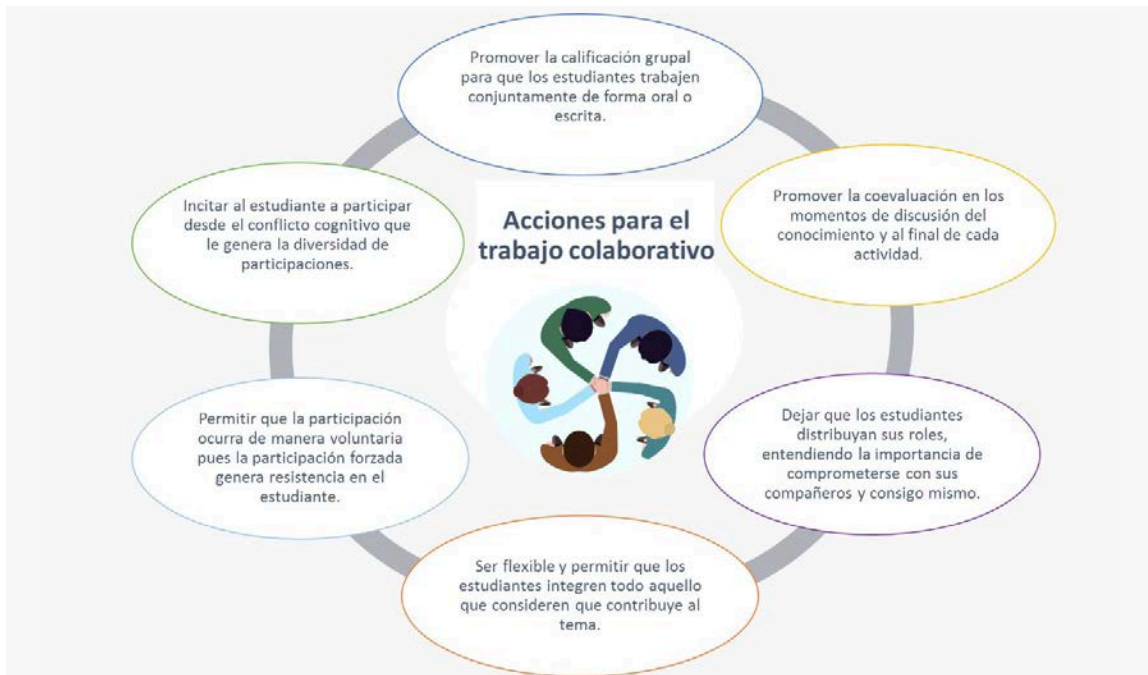 Promover la calificación grupal
para que los estudiantes trabajen
conjuntamente de forma oral o
escrita.
Incitar al estudiante a participar
desde el conflicto cognitivo que
le genera la diversidad de
participaciones.
Acciones para el
trabajo colaborativo
Promover la coevaluación en los
momentos de discusión del
conocimiento y al final de cada
actividad.
Permitir que la participación
ocurra de manera voluntaria
pues la participación forzada
genera resistencia en el
estudiante.
Dejar que los estudiantes
distribuyan sus roles,
entendiendo la importancia de
comprometerse con sus
compañeros y consigo mismo.
Ser flexible y permitir que los
estudiantes integren todo aquello
que consideren que contribuye al
tema.